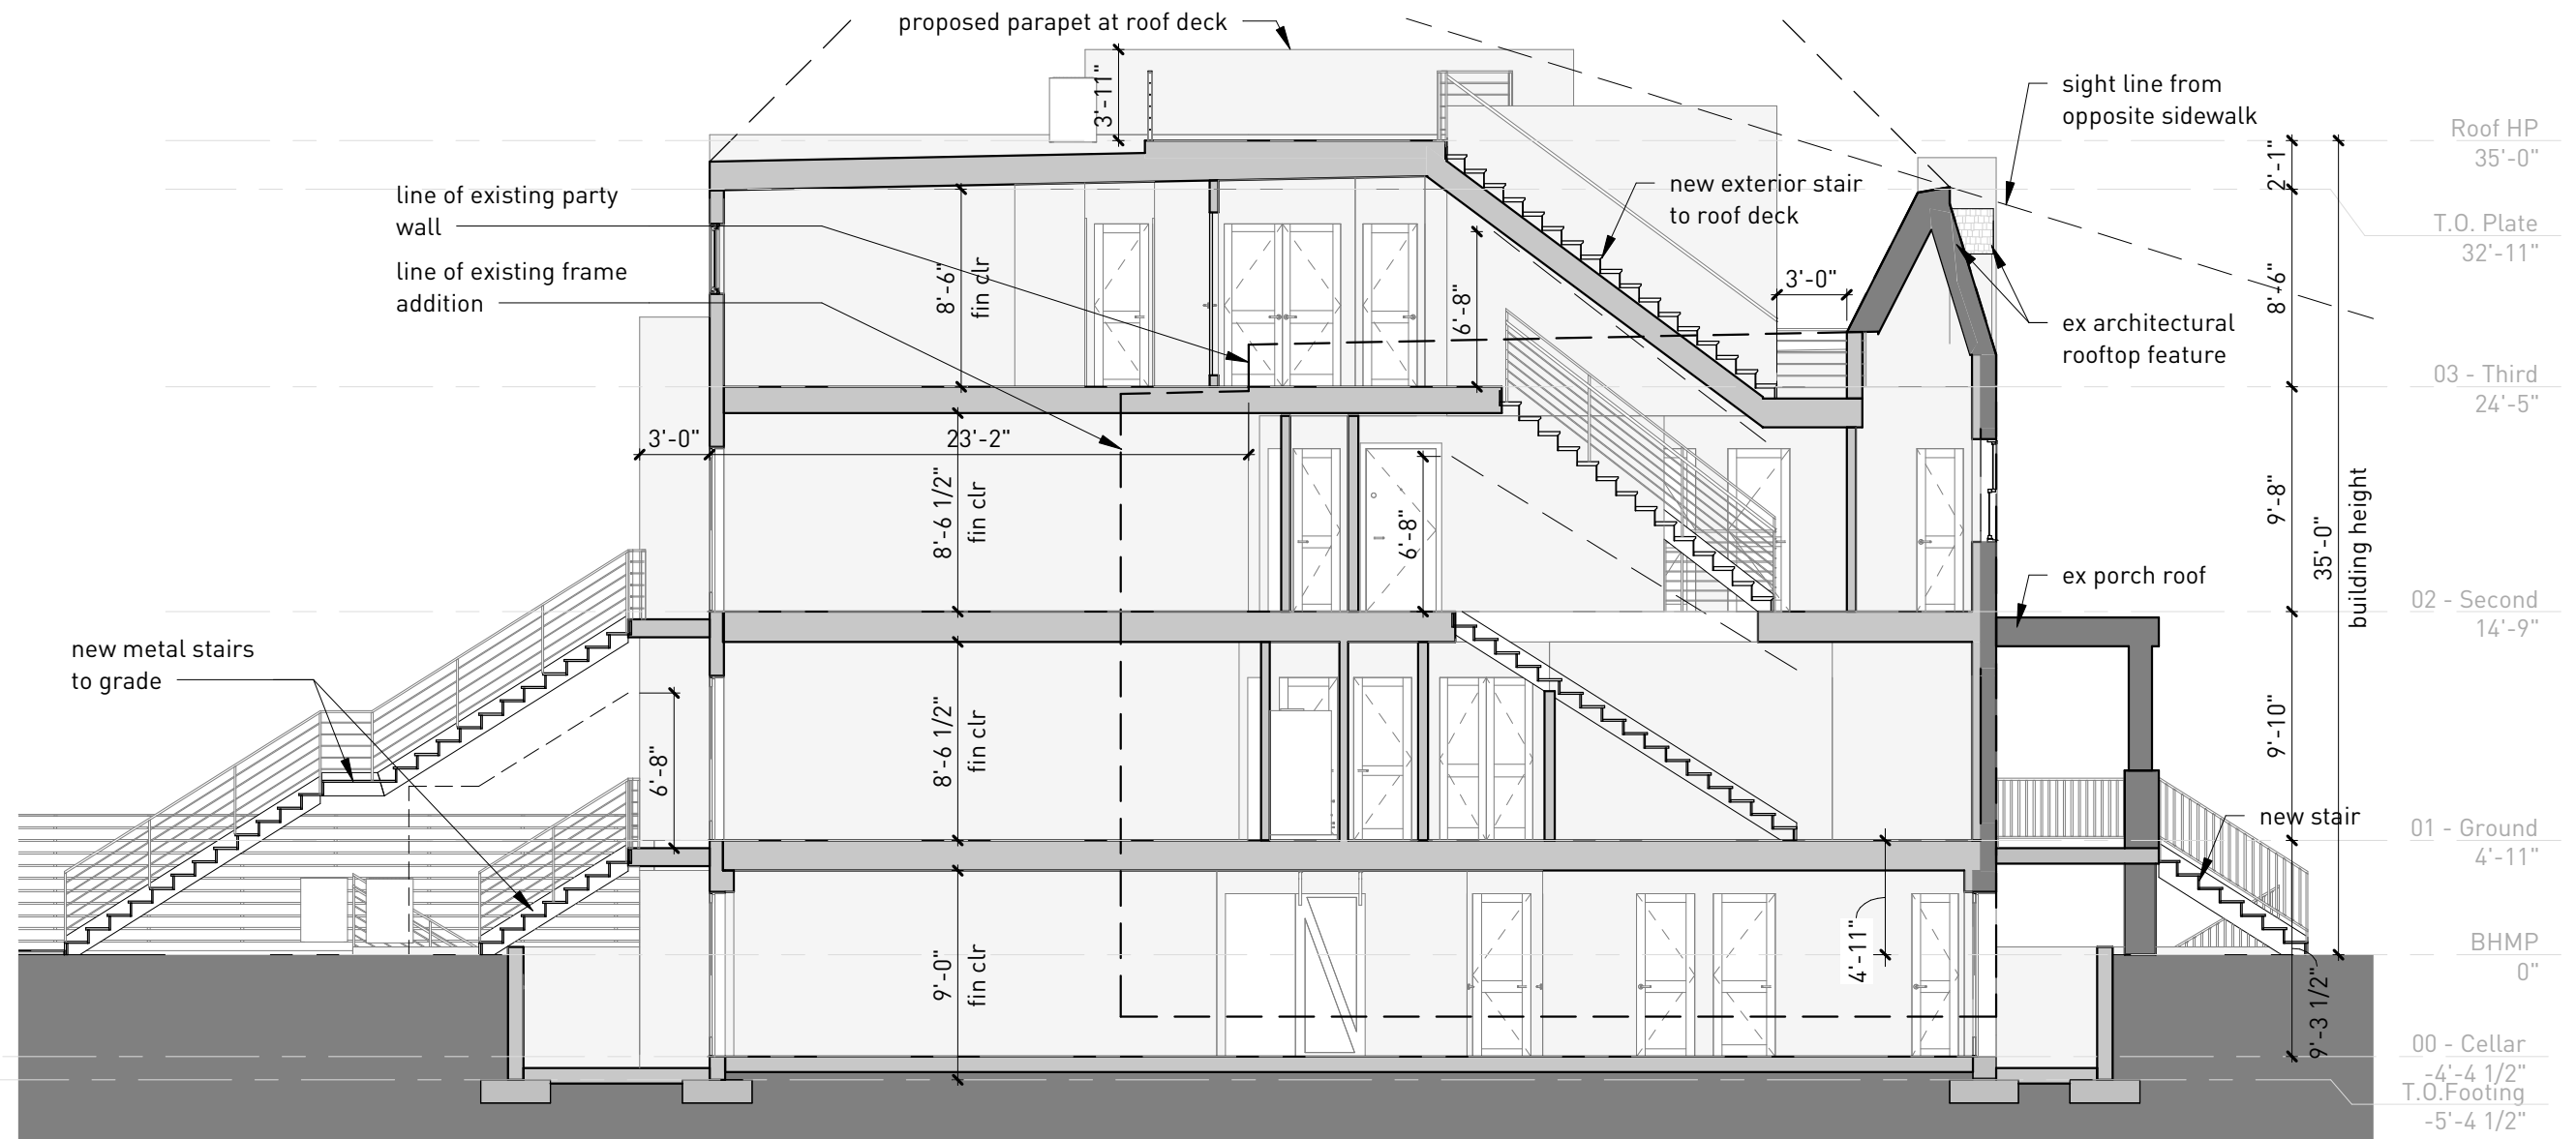 proposed parapet at roof deck
3'-11"
sight line from
opposite sidewalk
Roof HP
35'-0"
2'-1"
line of existing party
wall
new exterior stair
to roof deck
T.O. Plate
32'-11"
line of existing frame
addition
8'-6"
fin clr
6'-8"
3'-0"
8'-6"
ex architectural
rooftop feature
03 - Third
24'-5"
3'-0"
23'-2"
8'-6 1/2"
fin clr
6'-8"
9'-8"
35'-0"
building height
ex porch roof
02 - Second
14'-9"
new metal stairs
to grade
6'-8"
8'-6 1/2"
fin clr
9'-10"
new stair
01 - Ground
4'-11"
9'-0"
fin clr
4'-11"
BHMP
0"
9'-3 1/2"
00 - Cellar
-4'-4 1/2"
T.O.Footing
-5'-4 1/2"